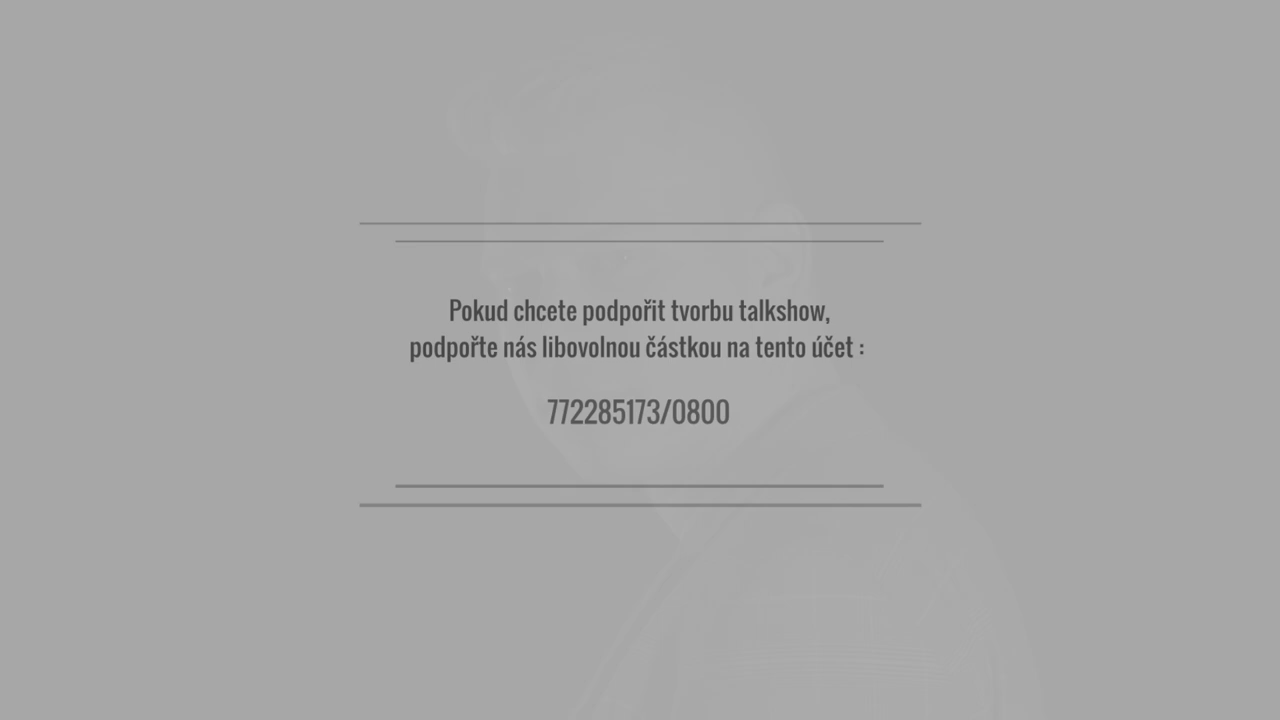 Pokud chcete podpořit tvorbu talkshow,
podpořte nás libovolnou částkou na tento účet :
772285173/0800